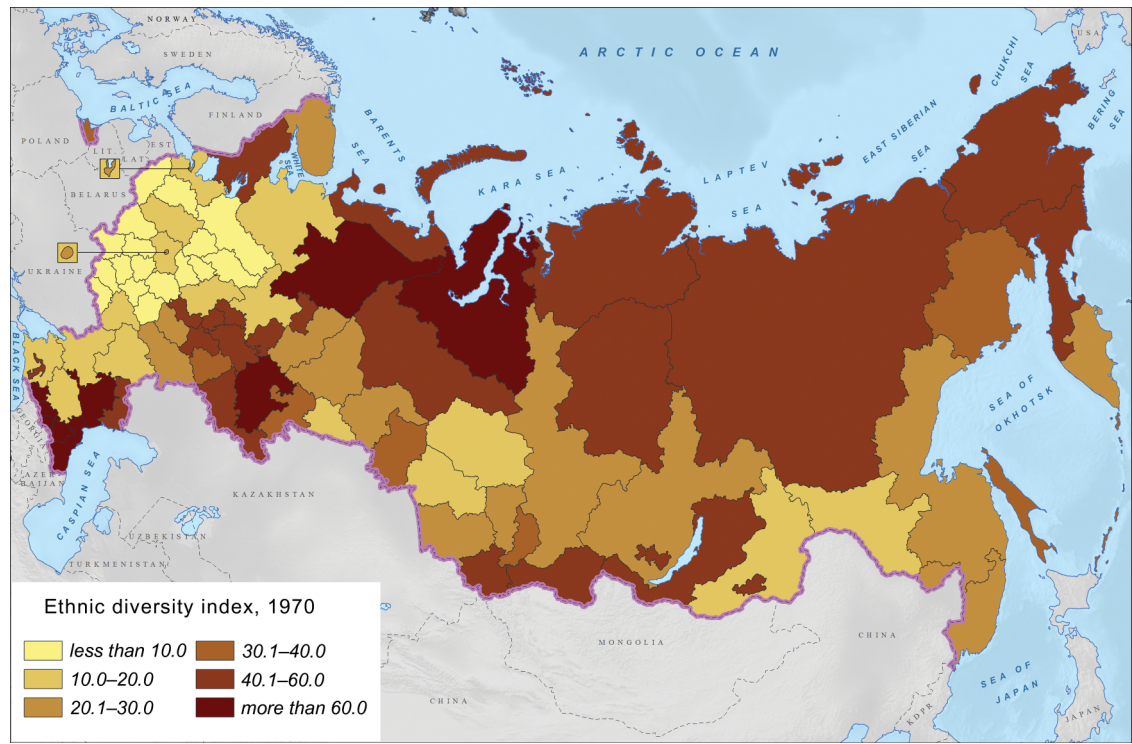 NORWAY
SWEDEN
FINLAND
BALTIC SEA
POLAND
LIT.
LAT.
EST.
BELARUS
UKRAINE
WHITE
SEA
BARENTS
SEA
KARA SEA
ARCTIC OCEAN
LAPTEV
SEA
EAST SIBERIAN
SEA
CHUKCHI
SEA
USA
BERING
SEA
BLACK SEA
GEORGIA
AZER-
BAIJAN
CASPIAN SEA
KAZAKHSTAN
UZBEKISTAN
TURKMENISTAN
MONGOLIA
CHINA
CHINA
SEA OF
OKHOTSK
SEA OF
JAPAN
KDPR
JAPAN
Ethnic diversity index, 1970
less than 10.0
10.0–20.0
20.1–30.0
30.1–40.0
40.1–60.0
more than 60.0